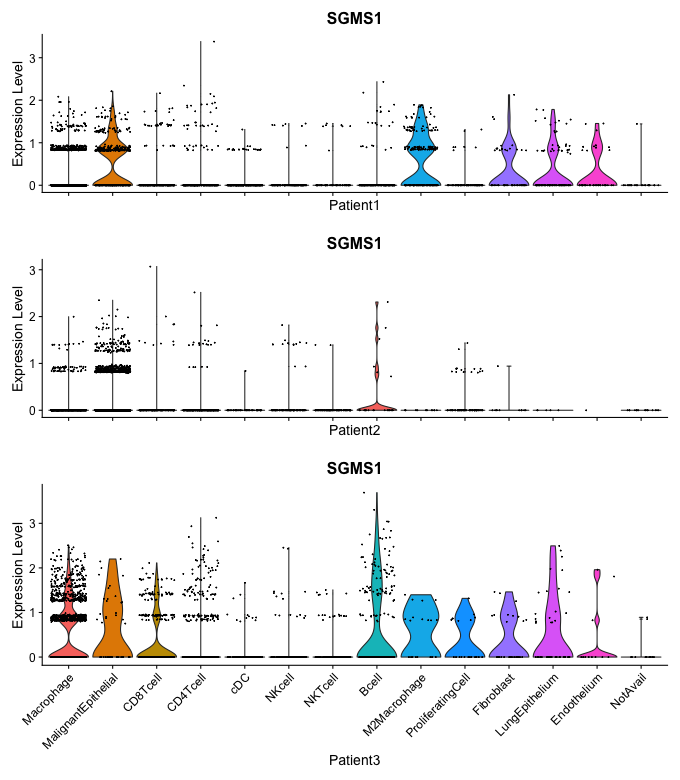 SGMS1
Expression Level
3
2
1
0
Patient1
SGMS1
Expression Level
3
2
1
0
Patient2
SGMS1
Expression Level
3
2
1
0
Macrophage
MalignantEpithelial
CD8Tcell
CD4Tcell
cDC
NKcell
NKTcell
Bcell
M2Macrophage
ProliferatingCell
Fibroblast
LungEpithelium
Endothelium
NotAvail
Patient3